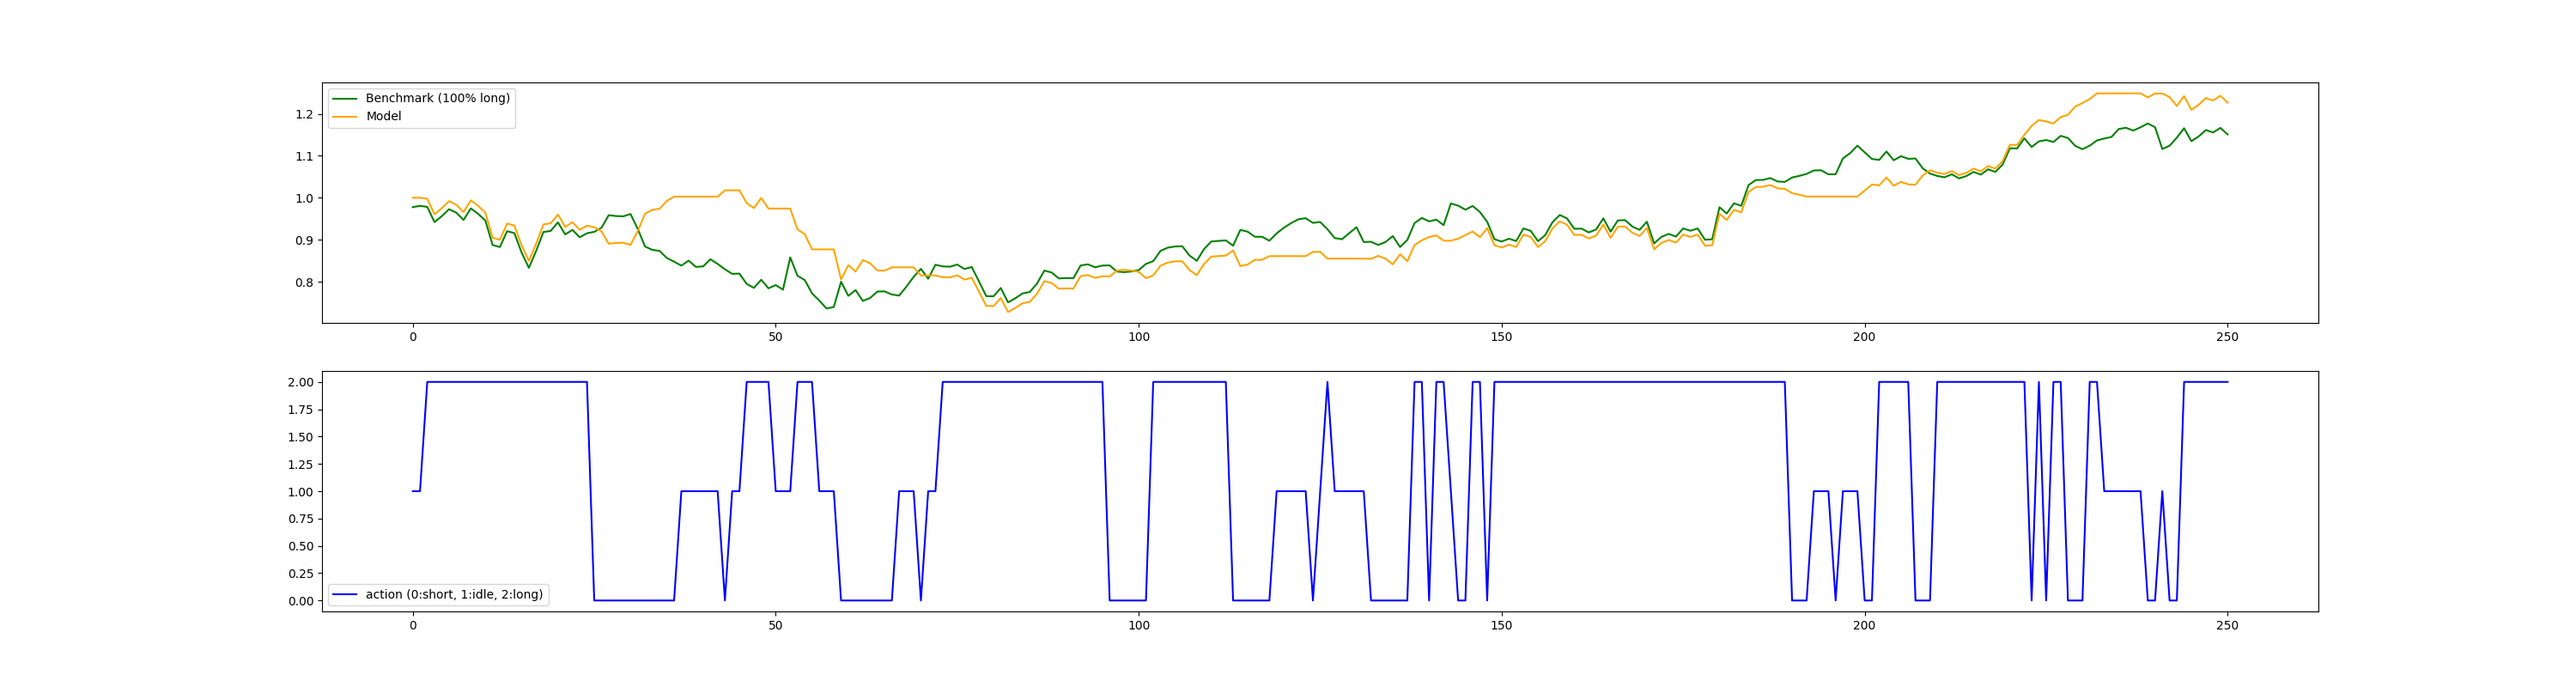 Benchmark (100% long)
Model
1.2
1.1
1.0
0.9
0.8
0 50 100 150 200 250
2.00
1.75
1.50
1.25
1.00
0.75
0.50
0.25
0.00
action (0:short, 1:idle, 2:long)
0 50 100 150 200 250